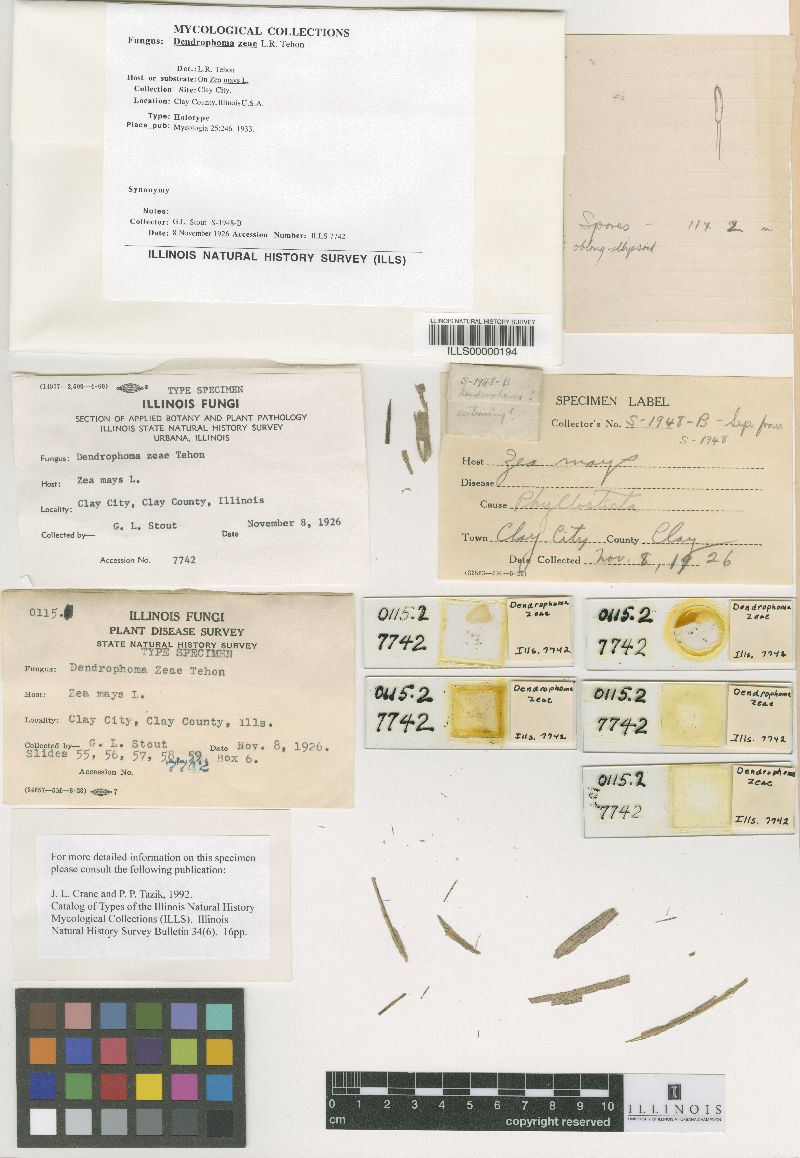 MYCOLOGICAL COLLECTIONS
Fungus: Dendrophoma zeae L.R. Tehon
Det.: L.R. Tehon
Host or substrate: On Zea mays L.
Collection Site: Clay City.
Location: Clay County, Illinois U.S.A.
Type: Holotype
Place_pub: Mycologia 25:246. 1933.
Synonymy
Notes:
Collector: G.L. Stout S-1948-B
Date: 8 November 1926 Accession Number: ILLS 7742
ILLINOIS NATURAL HISTORY SURVEY (ILLS)
Spores - 11 x 2
oblong-ellipsoid
ILLINOIS NATURAL HISTORY SURVEY
ILLS00000194
TYPE SPECIMEN
ILLINOIS FUNGI
SECTION OF APPLIED BOTANY AND PLANT PATHOLOGY
ILLINOIS STATE NATURAL HISTORY SURVEY
URBANA, ILLINOIS
Fungus: Dendrophoma zeae Tehon
Host: Zea mays L.
Locality: Clay City, Clay County, Illinois
Collected by— G. L. Stout Date November 8, 1926
Accession No. 7742
S-1948-B
Dendrophoma ?
SPECIMEN LABEL
Collector's No. S-1948-B - Sep. from
S-1948
Host Zea mays
Disease
Cause Phyllosticta
Town Clay City County Clay
Date Collected Nov. 8, 1926
0115.
ILLINOIS FUNGI
PLANT DISEASE SURVEY
STATE NATURAL HISTORY SURVEY
TYPE SPECIMEN
Fungus: Dendrophoma Zeae Tehon
Host: Zea mays L.
Locality: Clay City, Clay County, Ills.
Collected by— G. L. Stout Date Nov. 8, 1926.
Slides 55, 56, 57, 58, 59, Box 6.
Accession No. 7742
0115.2
7742
Dendrophoma
Zeae
Ills. 7742
0115.2
7742
Dendrophoma
Zeae
Ills. 7742
0115.2
7742
Dendrophoma
Zeae
Ills. 7742
0115.2
7742
Dendrophoma
Zeae
Ills. 7742
0115.2
7742
Dendrophoma
Zeae
Ills. 7742
For more detailed information on this specimen
please consult the following publication:
J. L. Crane and P. P. Tazik, 1992.
Catalog of Types of the Illinois Natural History
Mycological Collections (ILLS). Illinois
Natural History Survey Bulletin 34(6). 16pp.
0 1 2 3 4 5 6 7 8 9 10
cm copyright reserved
ILLINOIS
UNIVERSITY OF ILLINOIS AT URBANA-CHAMPAIGN